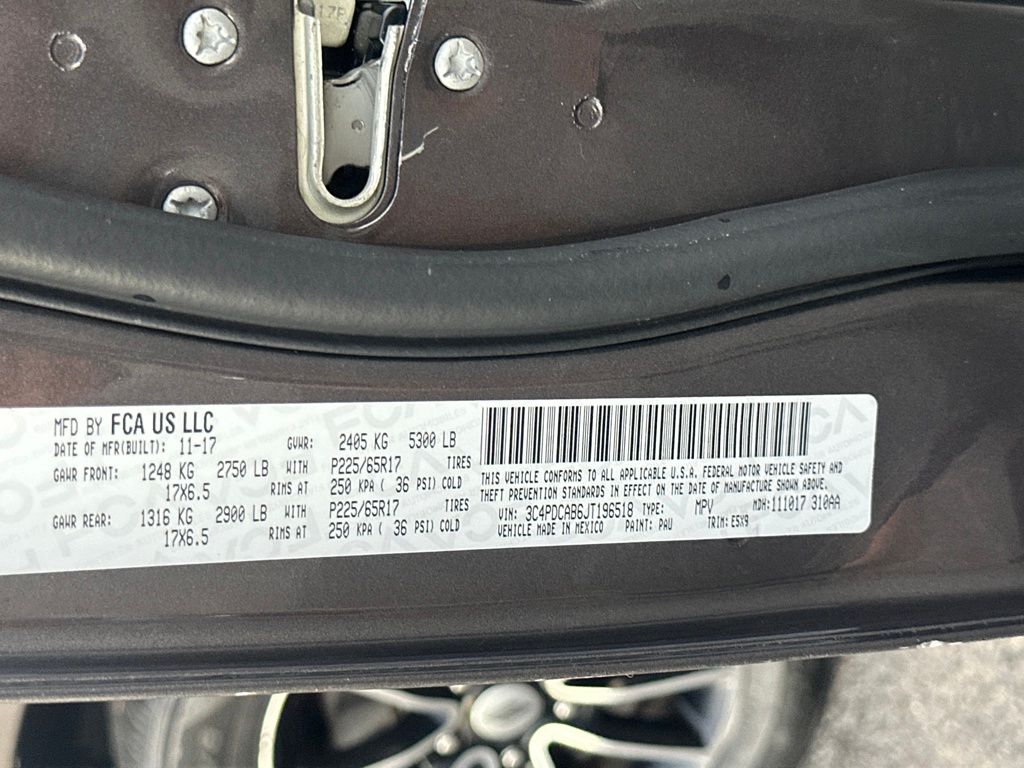 17F
MFD BY FCA US LLC
DATE OF MFR(BUILT): 11-17 GVWR: 2405 KG 5300 LB
GAWR FRONT: 1248 KG 2750 LB WITH P225/65R17 TIRES
17X6.5 RIMS AT 250 KPA ( 36 PSI) COLD
GAWR REAR: 1316 KG 2900 LB WITH P225/65R17 TIRES
17X6.5 RIMS AT 250 KPA ( 36 PSI) COLD
THIS VEHICLE CONFORMS TO ALL APPLICABLE U.S.A. FEDERAL MOTOR VEHICLE SAFETY AND
THEFT PREVENTION STANDARDS IN EFFECT ON THE DATE OF MANUFACTURE SHOWN ABOVE.
VIN: 3C4PDCAB6JT196518 TYPE: MPV MDH:111017 310AA
VEHICLE MADE IN MEXICO PAINT: PAU TRIM: ESX9